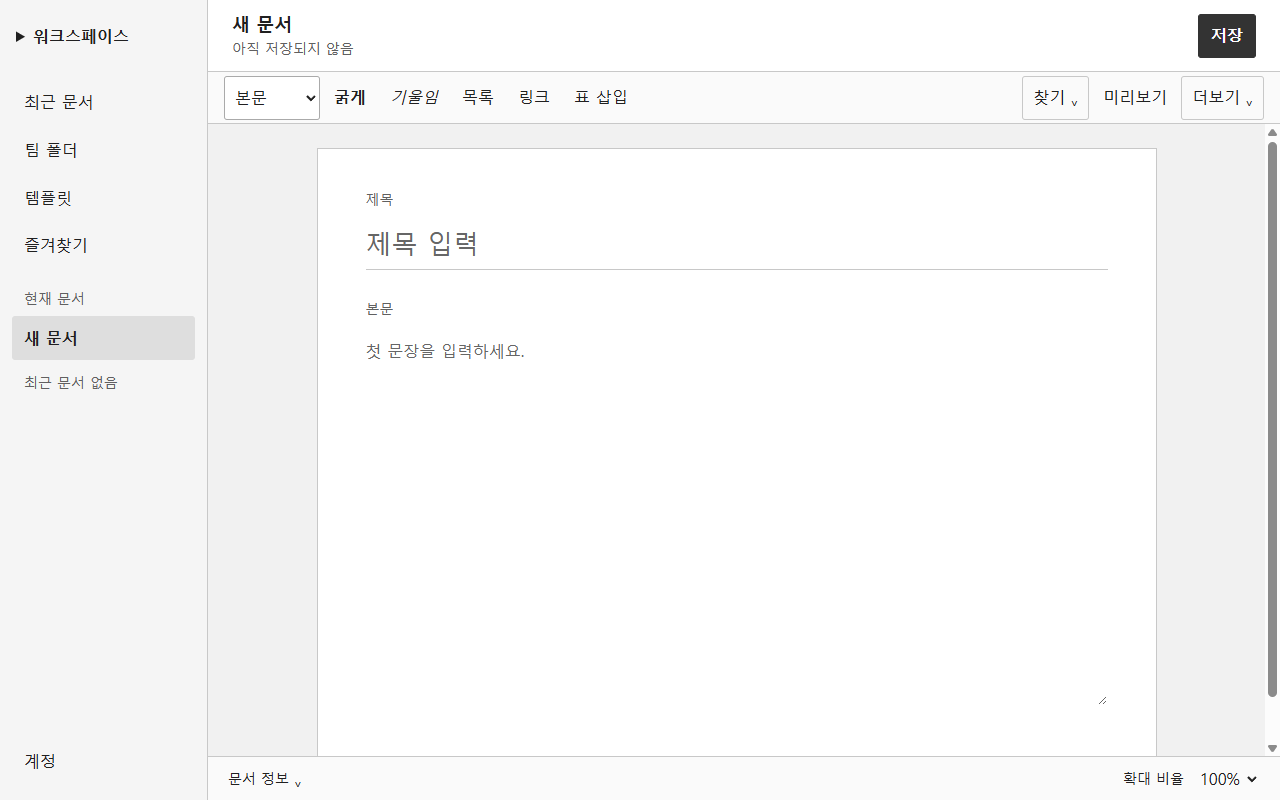 ▶ 워크스페이스
최근 문서
팀 폴더
템플릿
즐겨찾기
현재 문서
새 문서
최근 문서 없음
계정
새 문서
아직 저장되지 않음
저장
본문 굵게 기울임 목록 링크 표 삽입 찾기 미리보기 더보기
제목
제목 입력
본문
첫 문장을 입력하세요.
문서 정보 확대 비율 100%